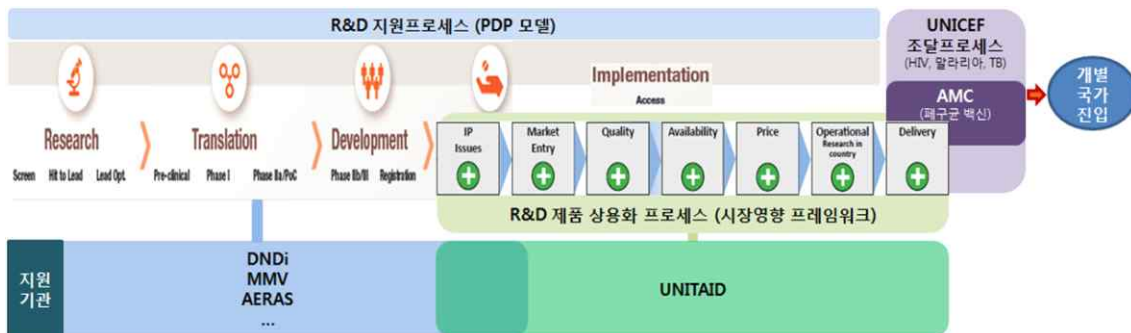 R&D 지원프로세스 (PDP 모델)
UNICEF
조달프로세스
(HIV, 말라리아, TB)
AMC
(폐구균 백신)
개별
국가
진입
Implementation
Access
Research
Translation
Development
Screen Hit to Lead Lead Opt.
Pre-clinical Phase I Phase IIa/PoC
Phase IIb/III Registration
IP
Issues
Market
Entry
Quality
Availability
Price
Operational
Research in
country
Delivery
R&D 제품 상용화 프로세스 (시장영향 프레임워크)
지원
기관
DNDi
MMV
AERAS
...
UNITAID